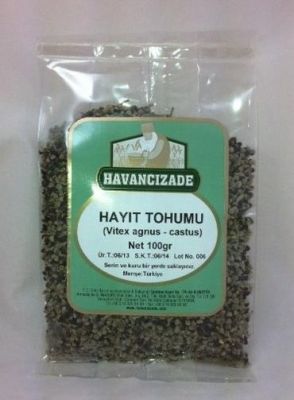 HAVANCIZADE
HAYIT TOHUMU
(Vitex agnus - castus)
Net 100gr
Ür.T.:06/13 S.K.T.:06/14 Lot No. 006
Serin ve kuru bir yerde saklayınız.
Menşei:Türkiye